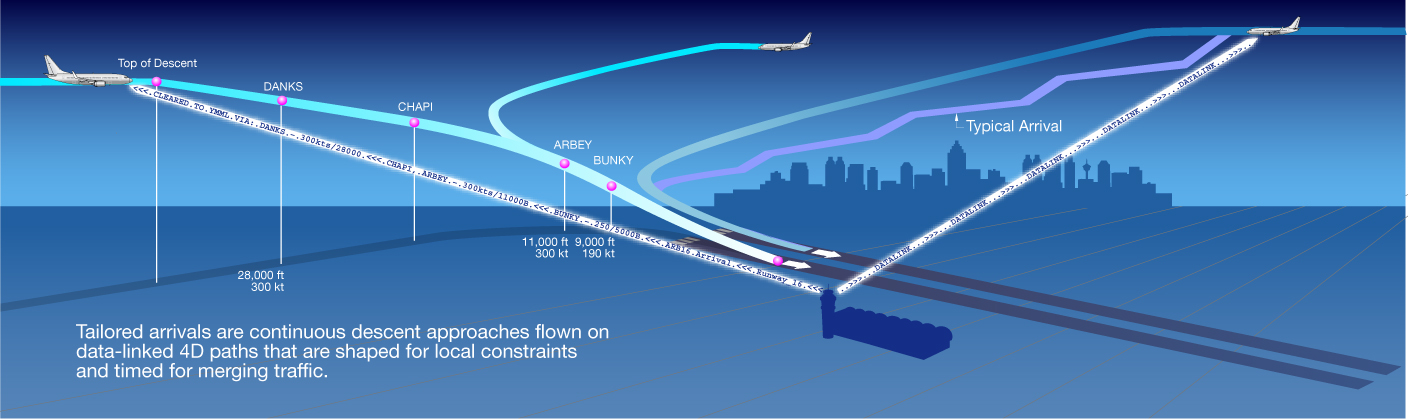 Top of Descent
DANKS
CHAPI
ARBEY
BUNKY
Typical Arrival
<<<.CLEARED.TO.YMML.VIA:.DANKS.-.300kts/28000.<<<.CHAPI..ARBEY.-.300kts/11000B.<<<.BUNKY.-.250/5000B.<<<.ARB16.Arrival.<<<.Runway 16.<<<
..>>>...DATALINK...>>>...DATALINK...>>>...DATALINK...>>>...DATALINK...>>>...DATALINK...>>>...DATALINK...>>>..
11,000 ft
300 kt
9,000 ft
190 kt
28,000 ft
300 kt
Tailored arrivals are continuous descent approaches flown on
data-linked 4D paths that are shaped for local constraints
and timed for merging traffic.